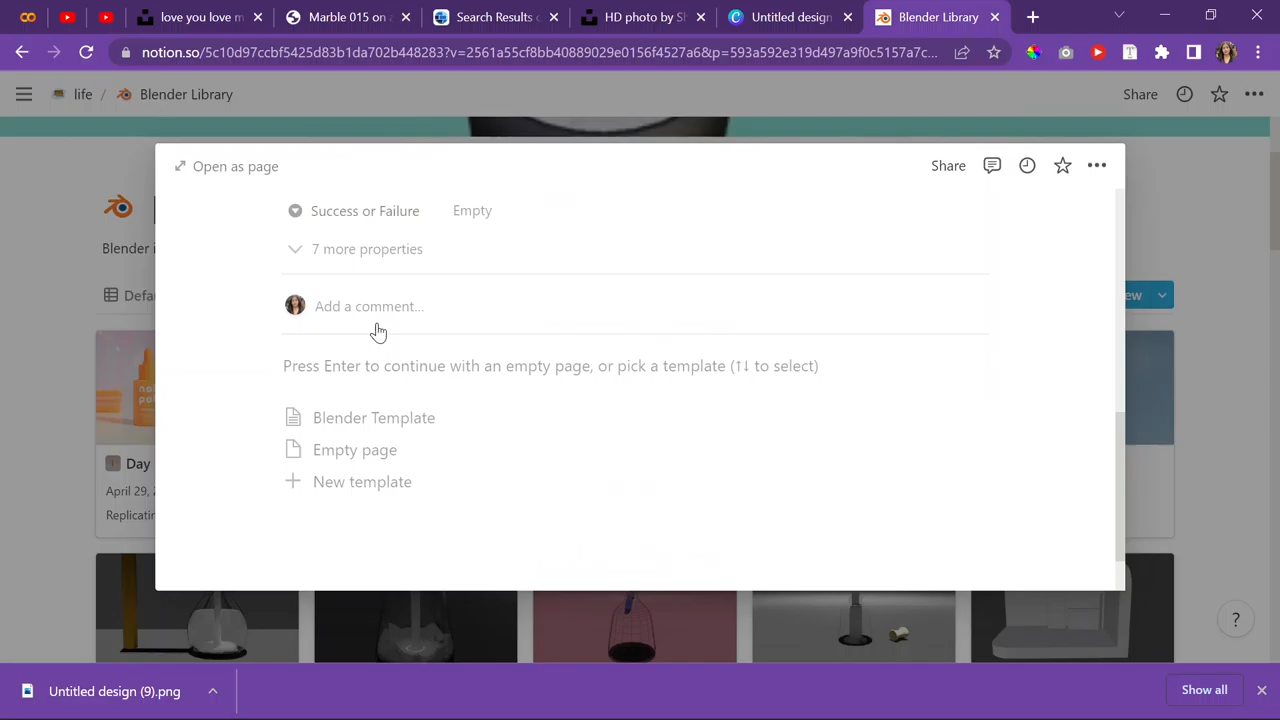 love you love m
Marble 015 on a
Search Results c
HD photo by Sh
Untitled design
Blender Library
notion.so/5c10d97ccbf5425d83b1da702b448283?v=2561a55cf8bb40889029e0156f4527a6&p=593a592e319d497a9f0c5157a7c...
life / Blender Library
Share
Open as page
Share
Success or Failure Empty
7 more properties
Blender i
Add a comment...
Defau
ew
Press Enter to continue with an empty page, or pick a template (↑↓ to select)
Blender Template
Empty page
New template
Day
April 29, 2
Replicatin
?
Untitled design (9).png
Show all